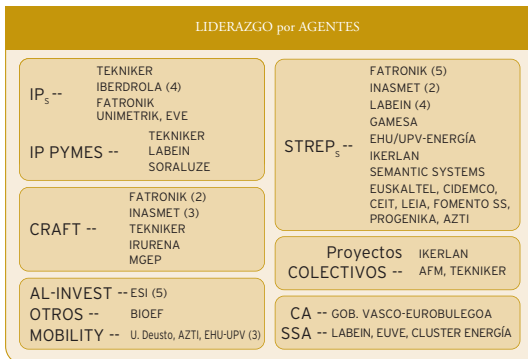 LIDERAZGO por AGENTES
IPs --
TEKNIKER
IBERDROLA (4)
FATRONIK
UNIMETRIK, EVE
IP PYMES --
TEKNIKER
LABEIN
SORALUZE
CRAFT --
FATRONIK (2)
INASMET (3)
TEKNIKER
IRURENA
MGEP
AL-INVEST -- ESI (5)
OTROS -- BIOEF
MOBILITY -- U. Deusto, AZTI, EHU-UPV (3)
STREPs --
FATRONIK (5)
INASMET (2)
LABEIN (4)
GAMESA
EHU/UPV-ENERGÍA
IKERLAN
SEMANTIC SYSTEMS
EUSKALTEL, CIDEMCO,
CEIT, LEIA, FOMENTO SS,
PROGENIKA, AZTI
Proyectos IKERLAN
COLECTIVOS -- AFM, TEKNIKER
CA -- GOB. VASCO-EUROBULEGOA
SSA -- LABEIN, EUVE, CLUSTER ENERGÍA